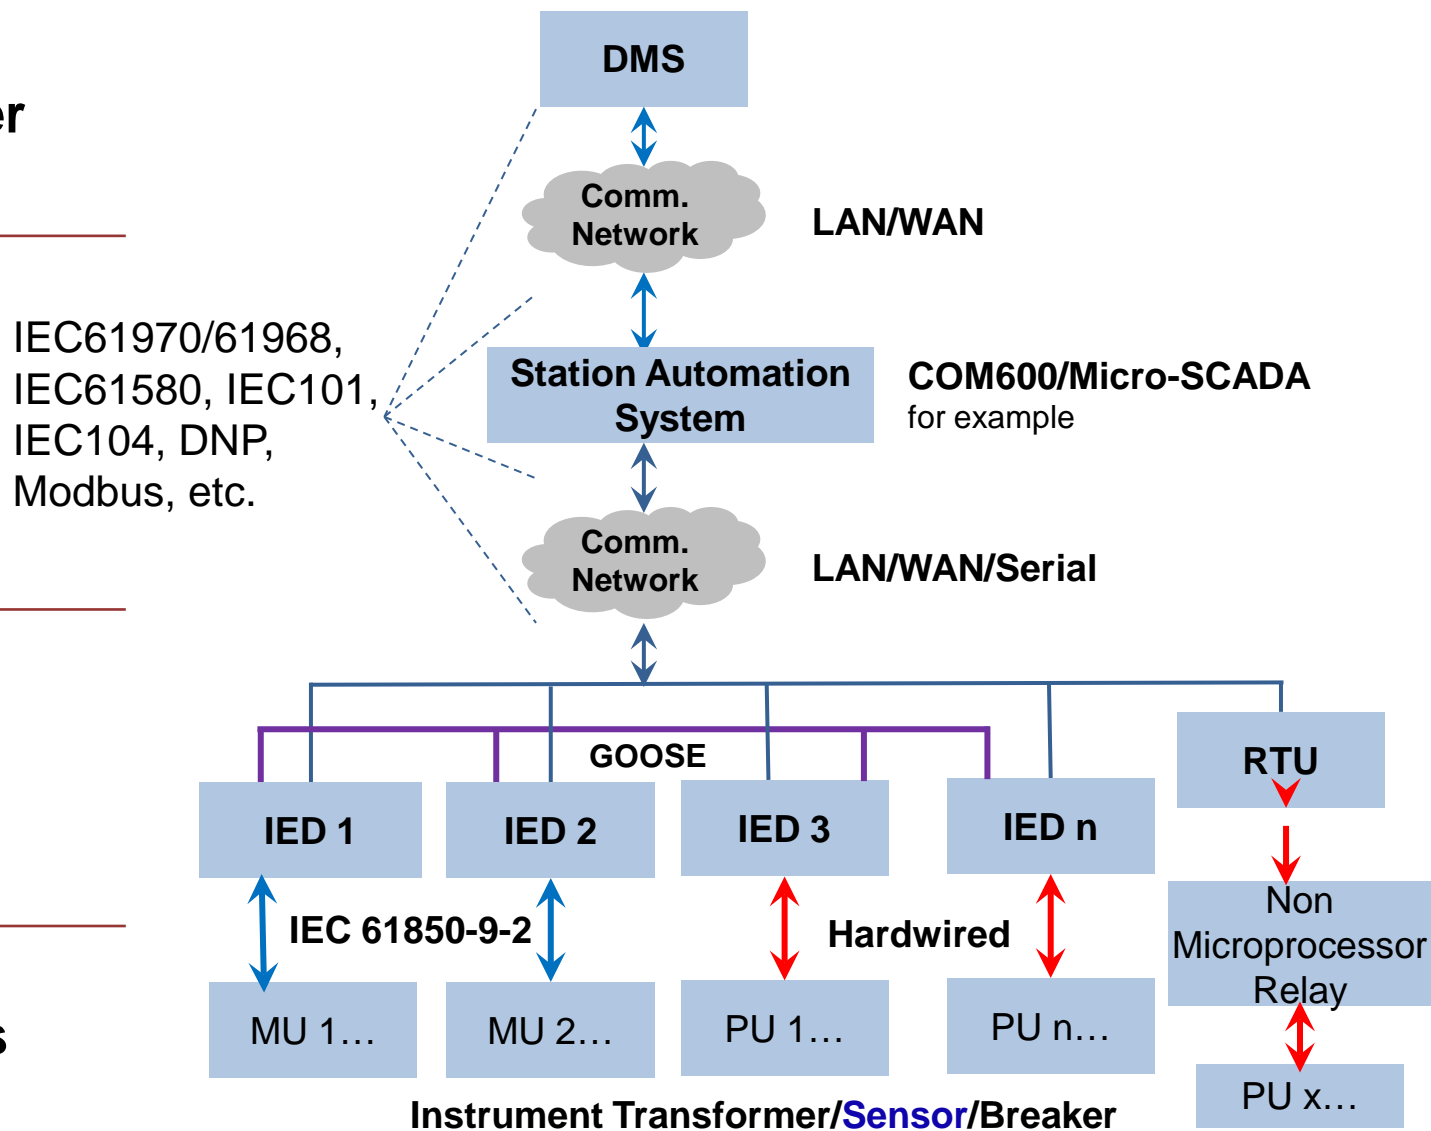 DMS
er
Comm.
Network
LAN/WAN
IEC61970/61968,
IEC61580, IEC101,
IEC104, DNP,
Modbus, etc.
Station Automation
System
COM600/Micro-SCADA
for example
Comm.
Network
LAN/WAN/Serial
GOOSE
RTU
IED 1
IED 2
IED 3
IED n
IEC 61850-9-2
Hardwired
Non
Microprocessor
Relay
MU 1…
MU 2…
PU 1…
PU n…
s
PU x…
Instrument Transformer/Sensor/Breaker